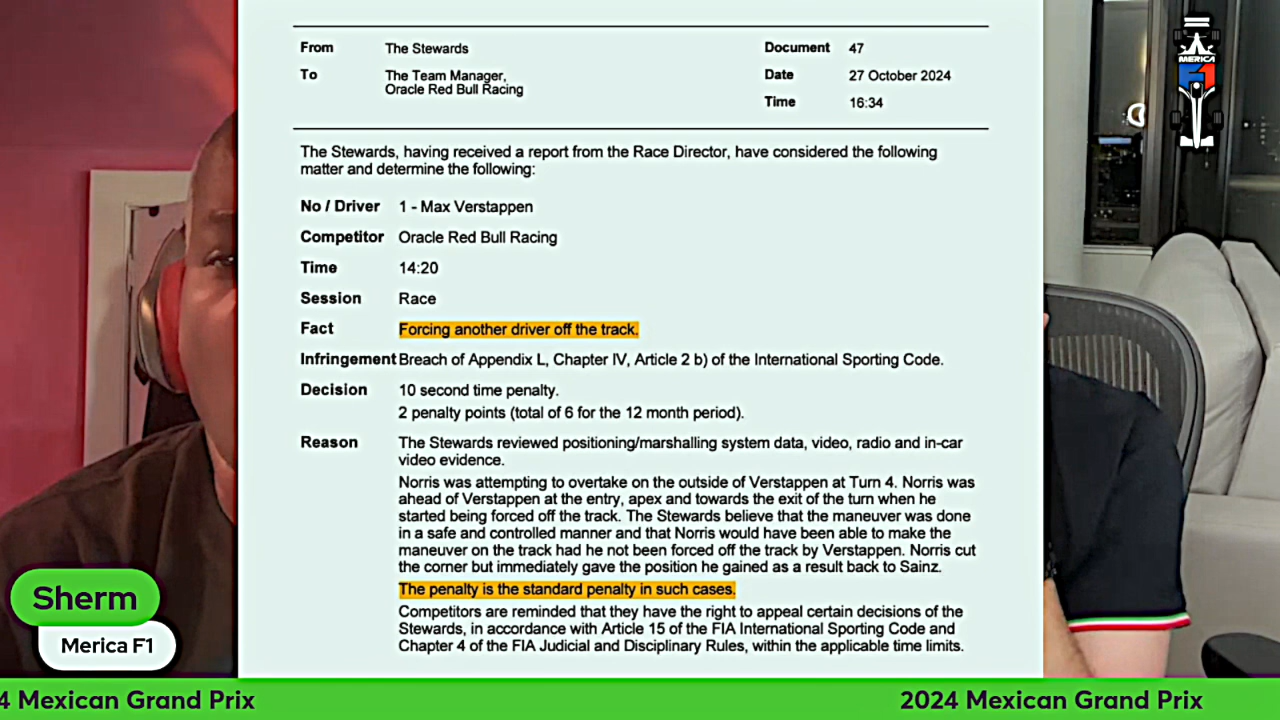 From The Stewards Document 47
To The Team Manager, Date 27 October 2024
Oracle Red Bull Racing
Time 16:34
The Stewards, having received a report from the Race Director, have considered the following
matter and determine the following:
No / Driver 1 - Max Verstappen
Competitor Oracle Red Bull Racing
Time 14:20
Session Race
Fact Forcing another driver off the track.
Infringement Breach of Appendix L, Chapter IV, Article 2 b) of the International Sporting Code.
Decision 10 second time penalty.
2 penalty points (total of 6 for the 12 month period).
Reason The Stewards reviewed positioning/marshalling system data, video, radio and in-car
video evidence.
Norris was attempting to overtake on the outside of Verstappen at Turn 4. Norris was
ahead of Verstappen at the entry, apex and towards the exit of the turn when he
started being forced off the track. The Stewards believe that the maneuver was done
in a safe and controlled manner and that Norris would have been able to make the
maneuver on the track had he not been forced off the track by Verstappen. Norris cut
the corner but immediately gave the position he gained as a result back to Sainz.
The penalty is the standard penalty in such cases.
Competitors are reminded that they have the right to appeal certain decisions of the
Stewards, in accordance with Article 15 of the FIA International Sporting Code and
Chapter 4 of the FIA Judicial and Disciplinary Rules, within the applicable time limits.
MERICA
F1
Sherm
Merica F1
4 Mexican Grand Prix
2024 Mexican Grand Prix